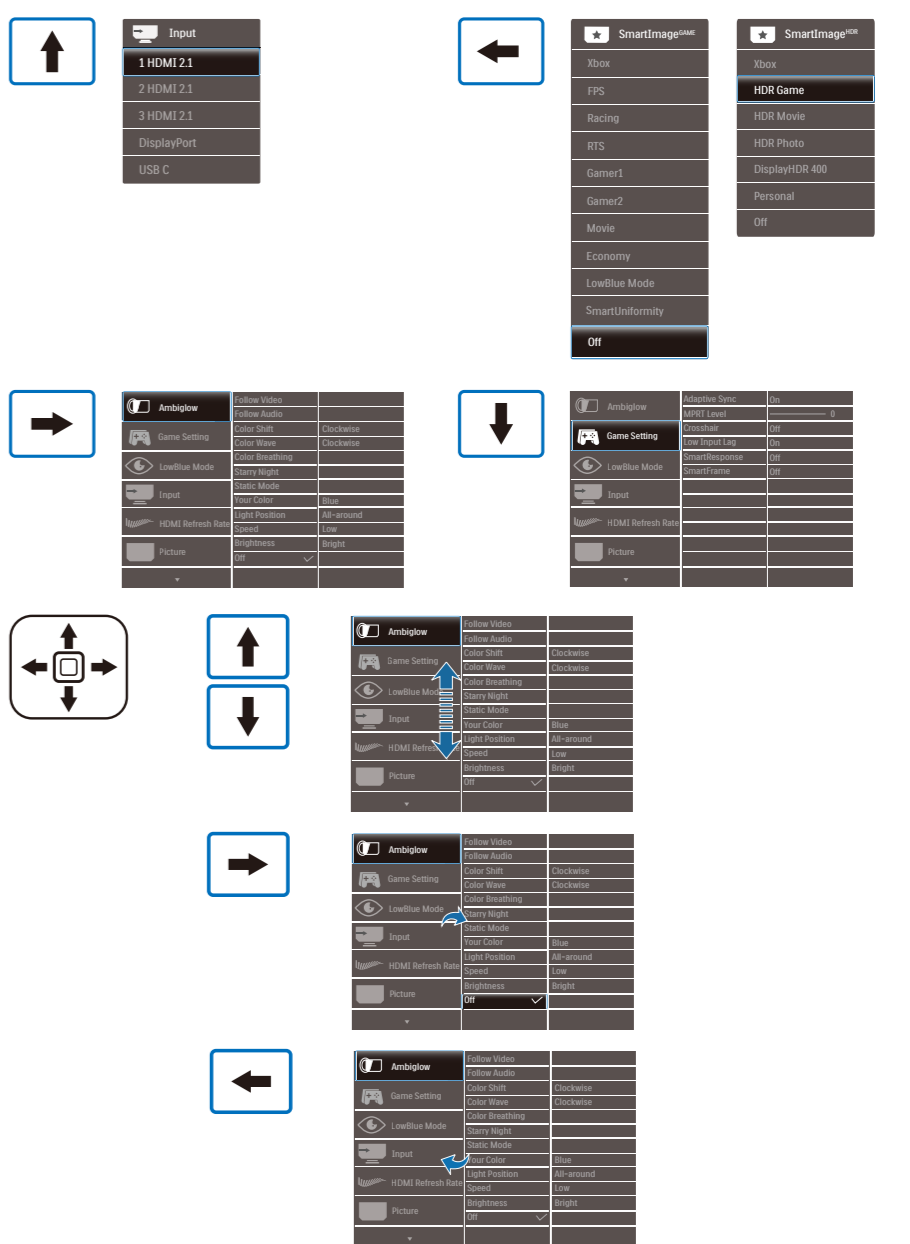 Input
1 HDMI 2.1
2 HDMI 2.1
3 HDMI 2.1
DisplayPort
USB C
SmartImageGAME
Xbox
FPS
Racing
RTS
Gamer1
Gamer2
Movie
Economy
LowBlue Mode
SmartUniformity
Off
SmartImageHDR
Xbox
HDR Game
HDR Movie
HDR Photo
DisplayHDR 400
Personal
Off
Ambiglow
Game Setting
LowBlue Mode
Input
HDMI Refresh Rate
Picture
Follow Video
Follow Audio
Color Shift Clockwise
Color Wave Clockwise
Color Breathing
Starry Night
Static Mode
Your Color Blue
Light Position All-around
Speed Low
Brightness Bright
Off
Ambiglow
Game Setting
LowBlue Mode
Input
HDMI Refresh Rate
Picture
Adaptive Sync On
MPRT Level 0
Crosshair Off
Low Input Lag On
SmartResponse Off
SmartFrame Off
Ambiglow
Game Setting
LowBlue Mode
Input
HDMI Refresh
Picture
Follow Video
Follow Audio
Color Shift Clockwise
Color Wave Clockwise
Color Breathing
Starry Night
Static Mode
Your Color Blue
Light Position All-around
Speed Low
Brightness Bright
Off
Ambiglow
Game Setting
LowBlue Mode
Input
HDMI Refresh Rate
Picture
Follow Video
Follow Audio
Color Shift Clockwise
Color Wave Clockwise
Color Breathing
Starry Night
Static Mode
Your Color Blue
Light Position All-around
Speed Low
Brightness Bright
Off
Ambiglow
Game Setting
LowBlue Mode
Input
HDMI Refresh Rate
Picture
Follow Video
Follow Audio
Color Shift Clockwise
Color Wave Clockwise
Color Breathing
Starry Night
Static Mode
Your Color Blue
Light Position All-around
Speed Low
Brightness Bright
Off